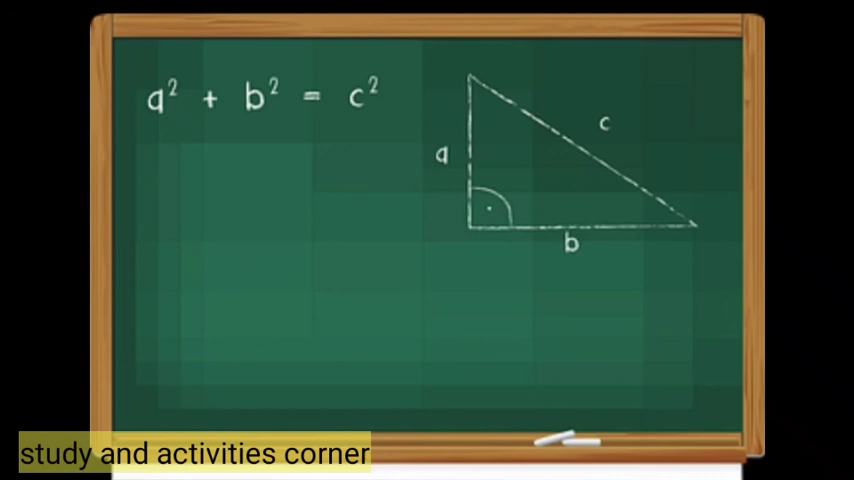 a² + b² = c²
c
a
b
study and activities corner